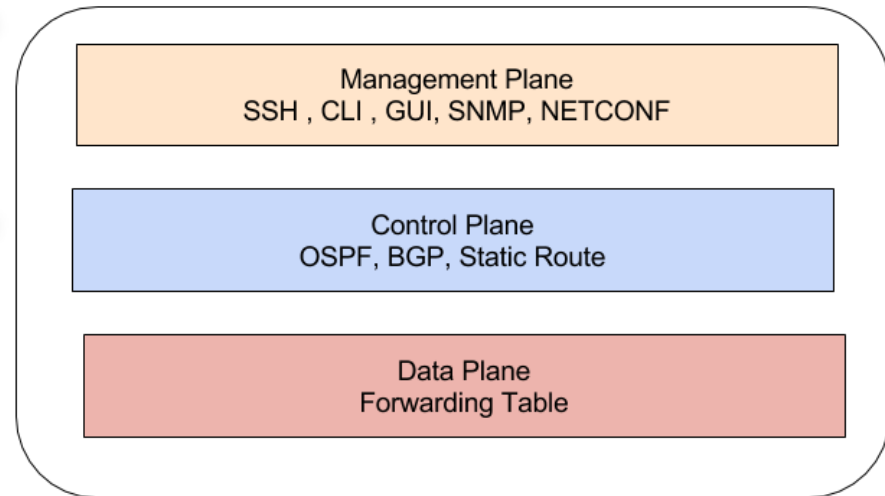 Management Plane
SSH , CLI , GUI, SNMP, NETCONF
Control Plane
OSPF, BGP, Static Route
Data Plane
Forwarding Table